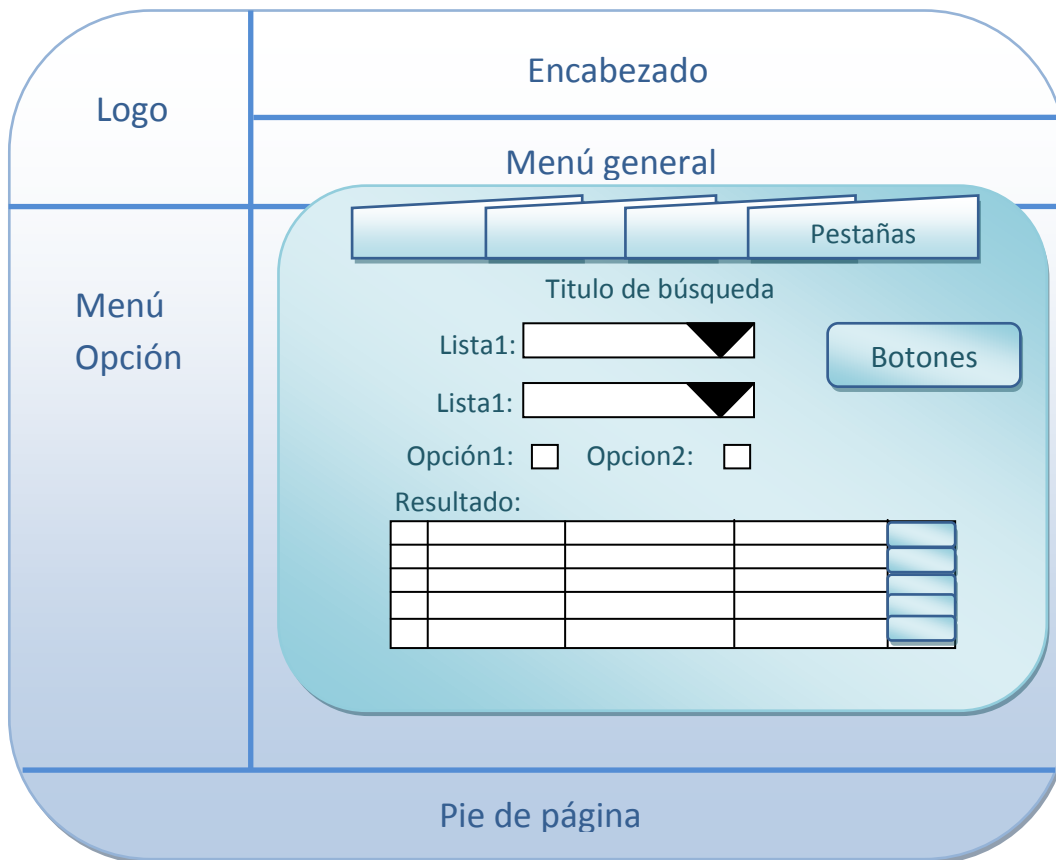 Encabezado
Logo
Menú general
Pestañas
Menú
Opción
Titulo de búsqueda
Lista1:
Botones
Lista1:
Opción1: Opcion2:
Resultado:
Pie de página